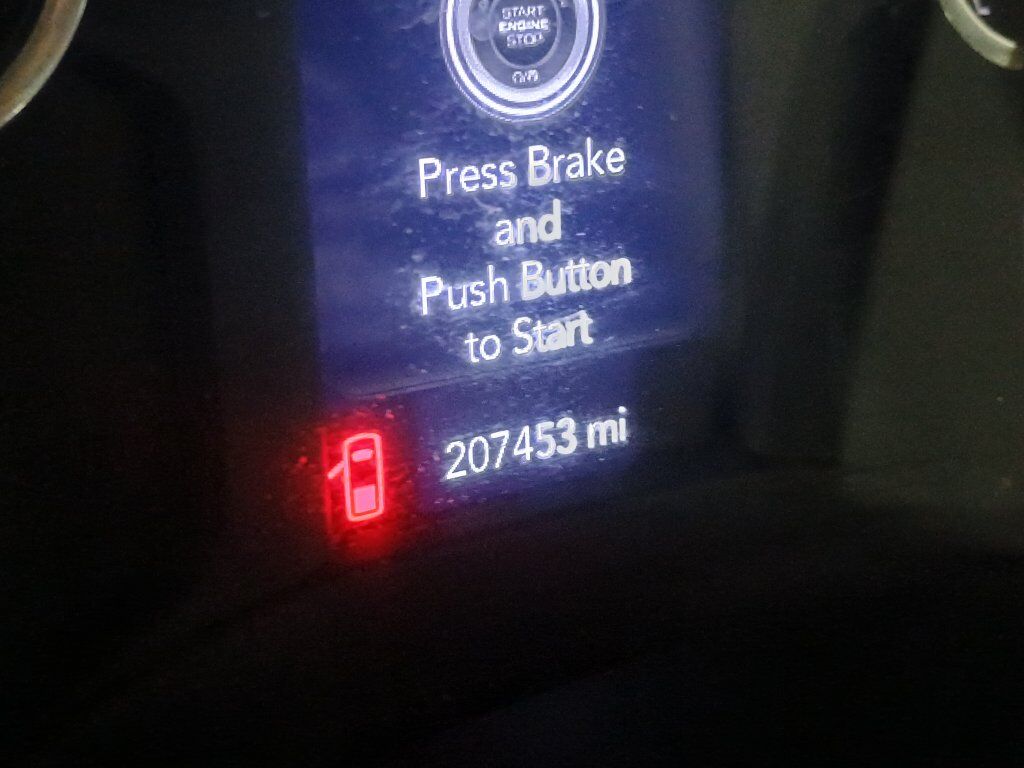 START
ENGINE
STOP
Press Brake
and
Push Button
to Start
207453 mi